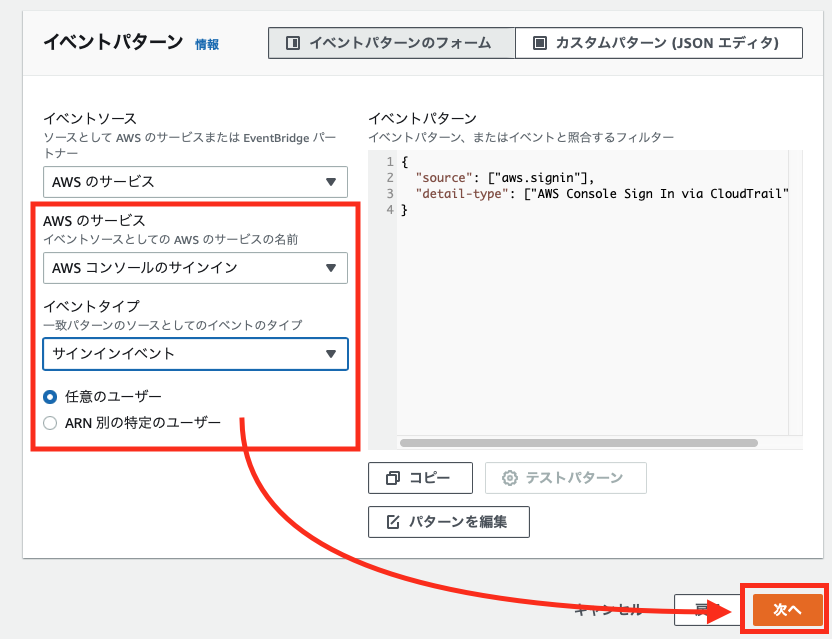 イベントパターン 情報
イベントパターンのフォーム
カスタムパターン (JSON エディタ)
イベントソース
ソースとして AWS のサービスまたは EventBridge パー
トナー
AWS のサービス
AWS のサービス
イベントソースとしての AWS のサービスの名前
AWS コンソールのサインイン
イベントタイプ
一致パターンのソースとしてのイベントのタイプ
サインインイベント
任意のユーザー
ARN 別の特定のユーザー
イベントパターン
イベントパターン、またはイベントと照合するフィルター
1 {
2 "source": ["aws.signin"],
3 "detail-type": ["AWS Console Sign In via CloudTrail"
4 }
コピー
テストパターン
パターンを編集
キャンセル
次へ